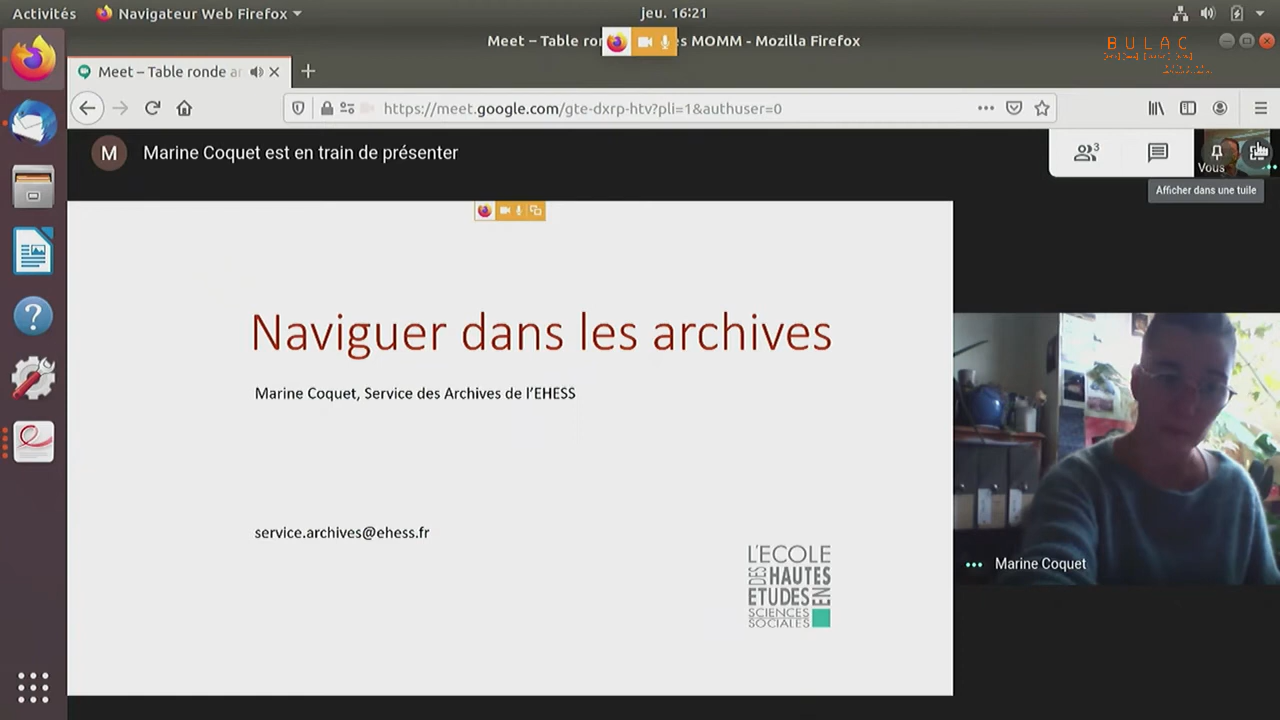 Activités
Navigateur Web Firefox
jeu. 16:21
Meet – Table ro
s MOMM - Mozilla Firefox
BULAC
Meet – Table ronde ar
https://meet.google.com/gte-dxrp-htv?pli=1&authuser=0
M
Marine Coquet est en train de présenter
3
Vous
Afficher dans une tuile
Naviguer dans les archives
Marine Coquet, Service des Archives de l'EHESS
service.archives@ehess.fr
L'ECOLE
DES HAUTES
ETUDES EN
SCIENCES
SOCIALES
Marine Coquet